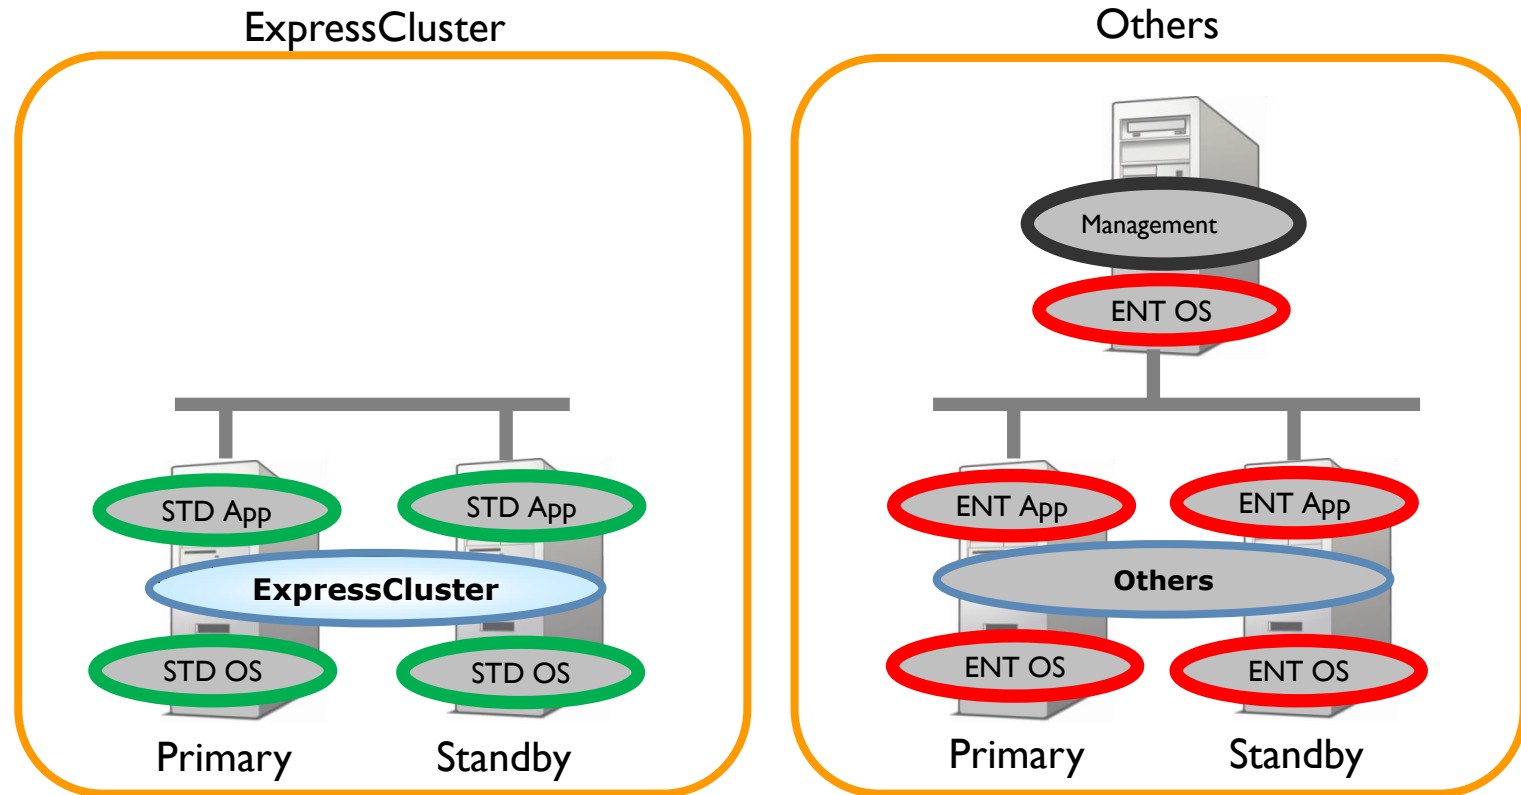 ExpressCluster
STD App
STD App
ExpressCluster
STD OS
STD OS
Primary
Standby
Others
Management
ENT OS
ENT App
ENT App
Others
ENT OS
ENT OS
Primary
Standby